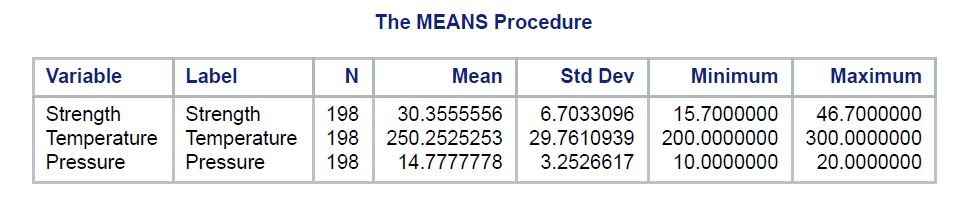 The MEANS Procedure
Variable Label N Mean Std Dev Minimum Maximum
Strength Strength 198 30.3555556 6.7033096 15.7000000 46.7000000
Temperature Temperature 198 250.2525253 29.7610939 200.0000000 300.0000000
Pressure Pressure 198 14.7777778 3.2526617 10.0000000 20.0000000